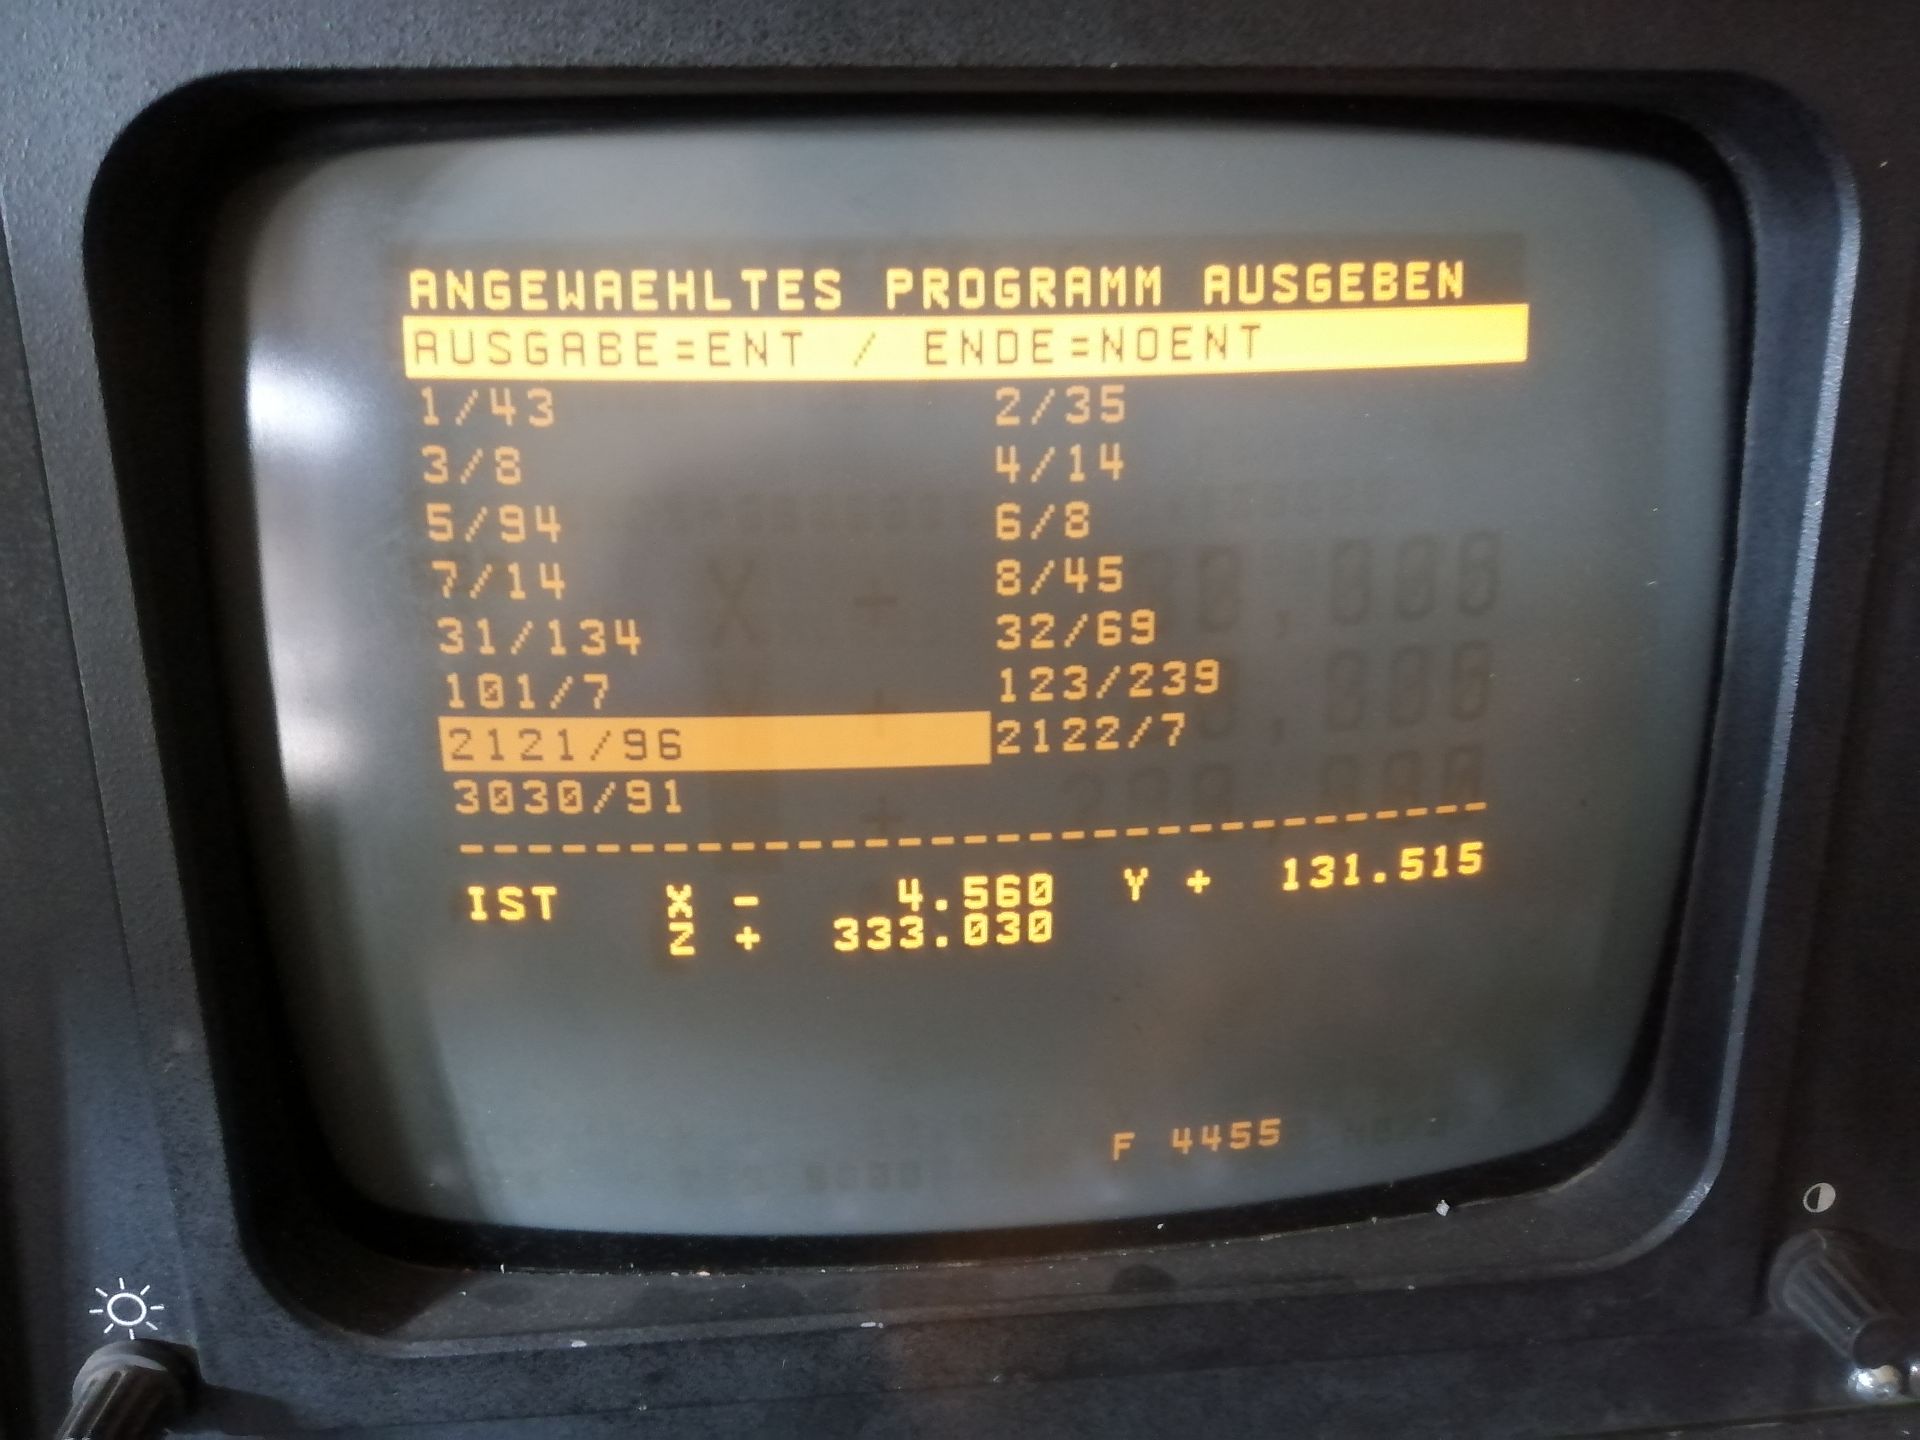 ANGEWAEHLTES PROGRAMM AUSGEBEN
AUSGABE=ENT / ENDE=NOENT
1/43 2/35
3/8 4/14
5/94 6/8
7/14 8/45
31/134 32/69
101/7 123/239
2121/96 2122/7
3030/91
--------------------------------
IST X - 4.560 Y + 131.515
Z + 333.030
F 4455